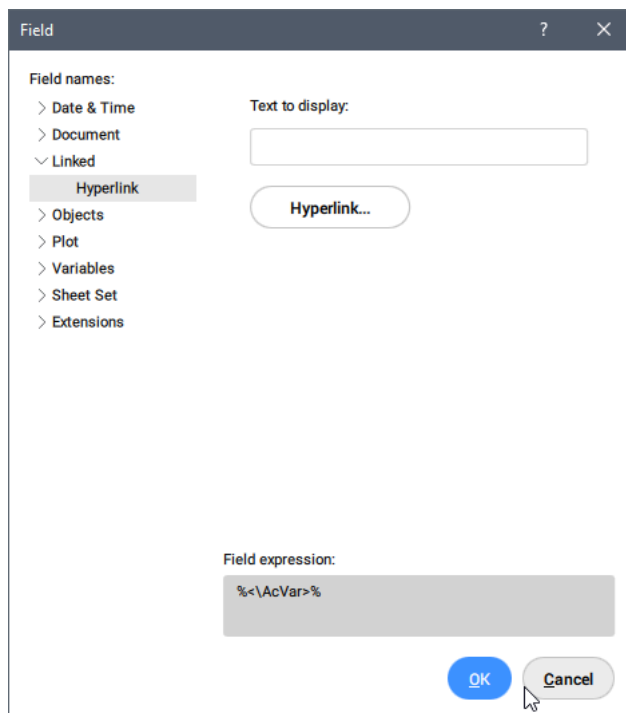 Field ?
Field names:
Date & Time
Document
Linked
Hyperlink
Objects
Plot
Variables
Sheet Set
Extensions
Text to display:
Hyperlink...
Field expression:
%<\AcVar>%
OK Cancel